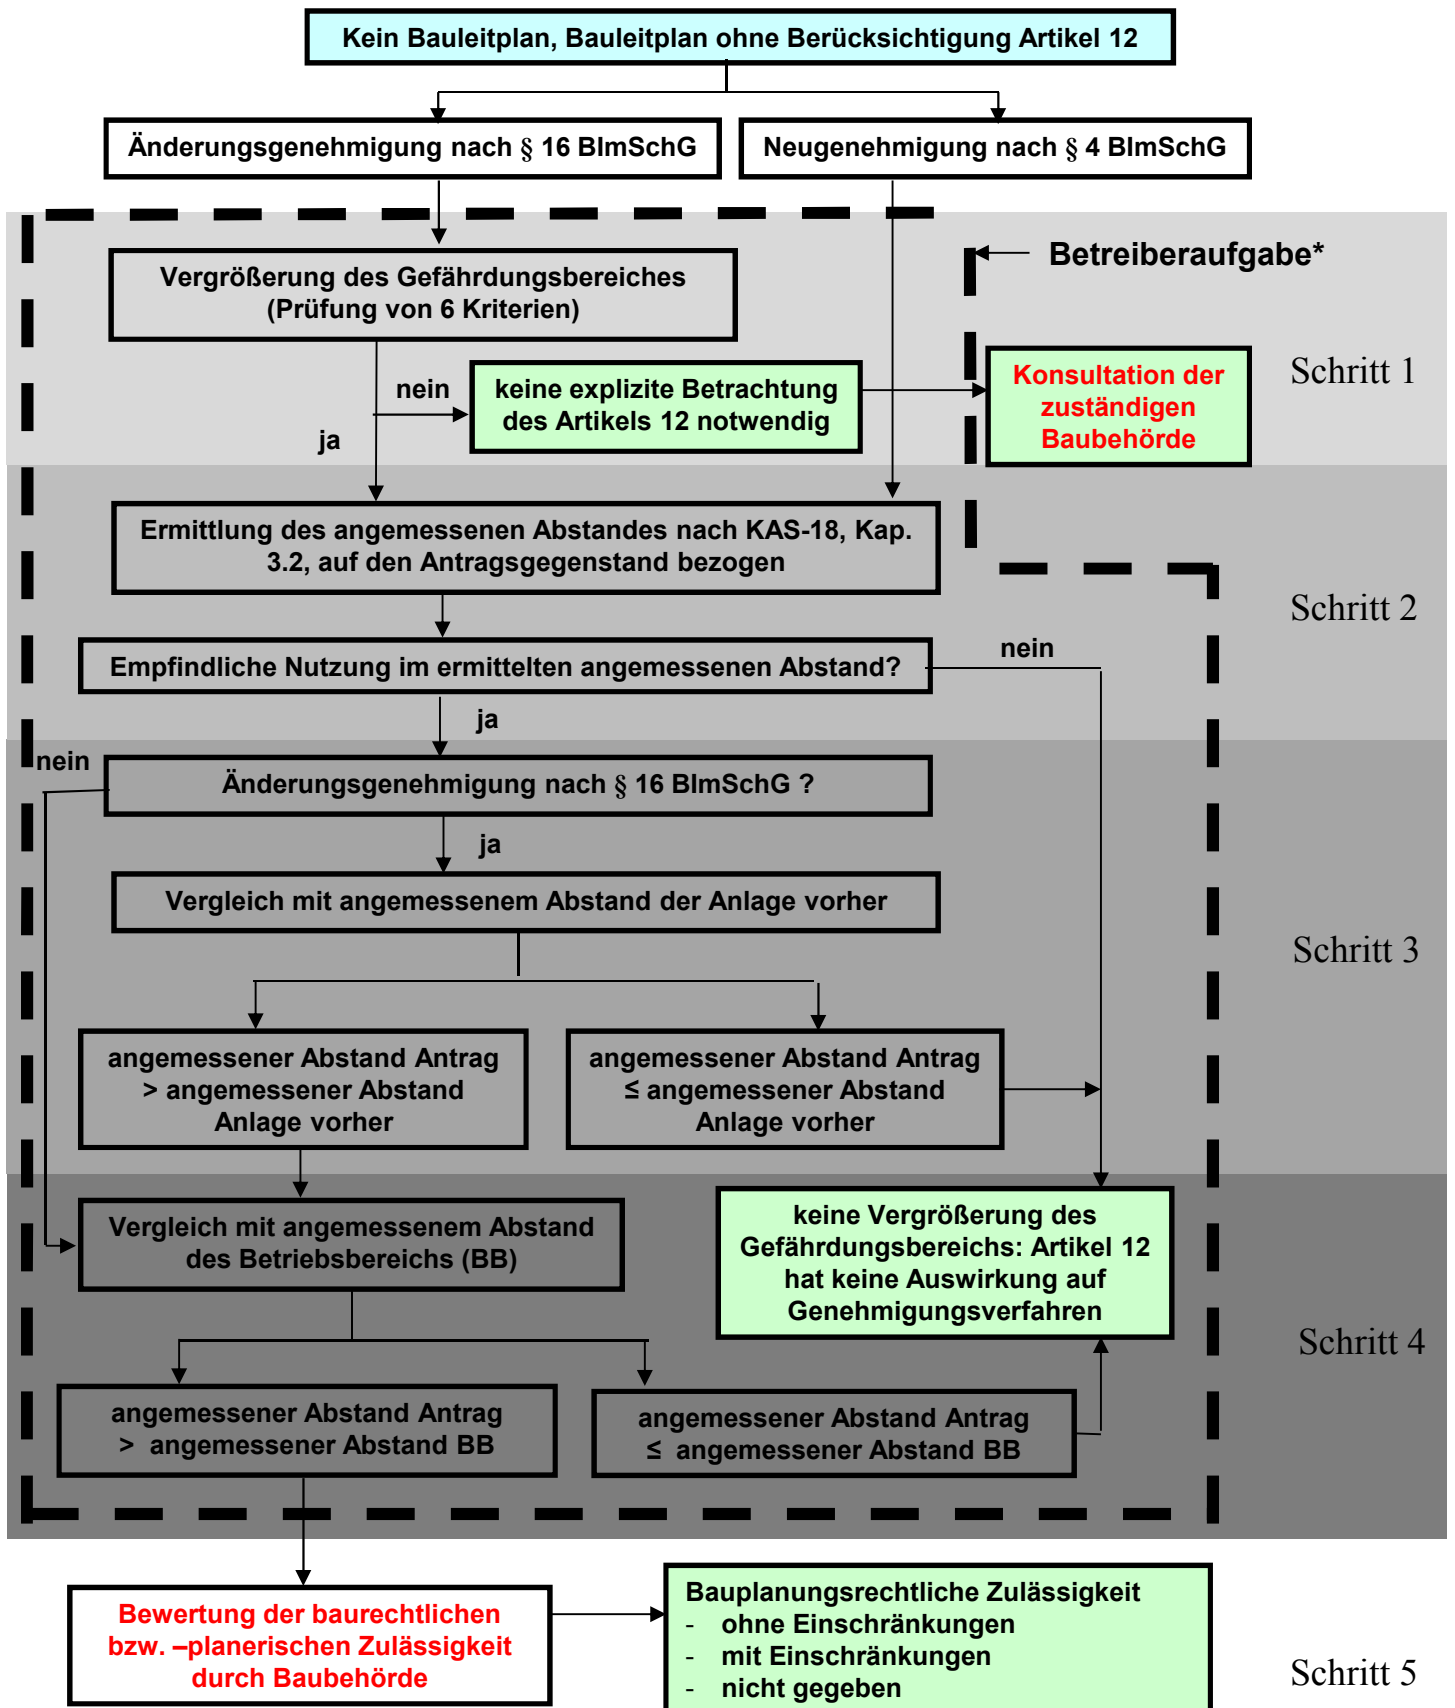 Kein Bauleitplan, Bauleitplan ohne Berücksichtigung Artikel 12
Änderungsgenehmigung nach § 16 BImSchG
Neugenehmigung nach § 4 BImSchG
Betreiberaufgabe*
Vergrößerung des Gefährdungsbereiches
(Prüfung von 6 Kriterien)
Schritt 1
nein
keine explizite Betrachtung
des Artikels 12 notwendig
Konsultation der
zuständigen
Baubehörde
ja
Ermittlung des angemessenen Abstandes nach KAS-18, Kap.
3.2, auf den Antragsgegenstand bezogen
Schritt 2
Empfindliche Nutzung im ermittelten angemessenen Abstand?
nein
ja
nein
Änderungsgenehmigung nach § 16 BImSchG ?
ja
Vergleich mit angemessenem Abstand der Anlage vorher
Schritt 3
angemessener Abstand Antrag
> angemessener Abstand
Anlage vorher
angemessener Abstand Antrag
≤ angemessener Abstand
Anlage vorher
Vergleich mit angemessenem Abstand
des Betriebsbereichs (BB)
keine Vergrößerung des
Gefährdungsbereichs: Artikel 12
hat keine Auswirkung auf
Genehmigungsverfahren
Schritt 4
angemessener Abstand Antrag
> angemessener Abstand BB
angemessener Abstand Antrag
≤ angemessener Abstand BB
Bewertung der baurechtlichen
bzw. –planerischen Zulässigkeit
durch Baubehörde
Bauplanungsrechtliche Zulässigkeit
- ohne Einschränkungen
- mit Einschränkungen
- nicht gegeben
Schritt 5